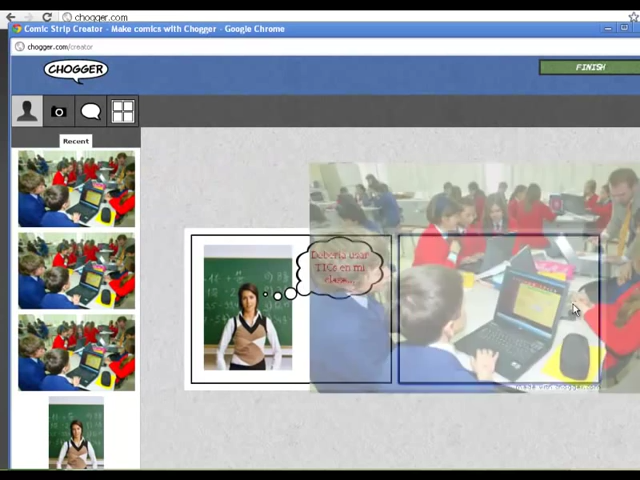 chogger.com
Comic Strip Creator - Make comics with Chogger - Google Chrome
chogger.com/creator
CHOGGER
FINISH
Recent
Debería usar
TICs en mi
clase...